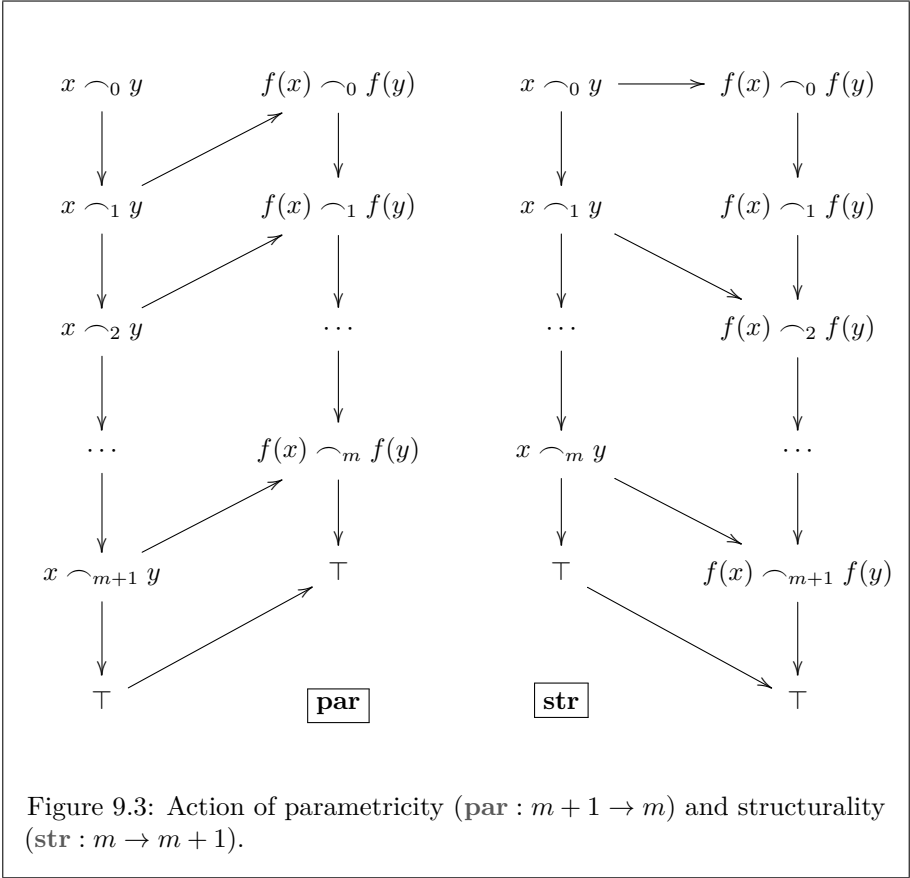 x ⌢₀ y f(x) ⌢₀ f(y) x ⌢₀ y f(x) ⌢₀ f(y)
x ⌢₁ y f(x) ⌢₁ f(y) x ⌢₁ y f(x) ⌢₁ f(y)
x ⌢₂ y ⋯ ⋯ f(x) ⌢₂ f(y)
⋯ f(x) ⌢ₘ f(y) x ⌢ₘ y ⋯
x ⌢ₘ₊₁ y ⊤ ⊤ f(x) ⌢ₘ₊₁ f(y)
⊤ par str ⊤
Figure 9.3: Action of parametricity (par : m + 1 → m) and structurality
(str : m → m + 1).